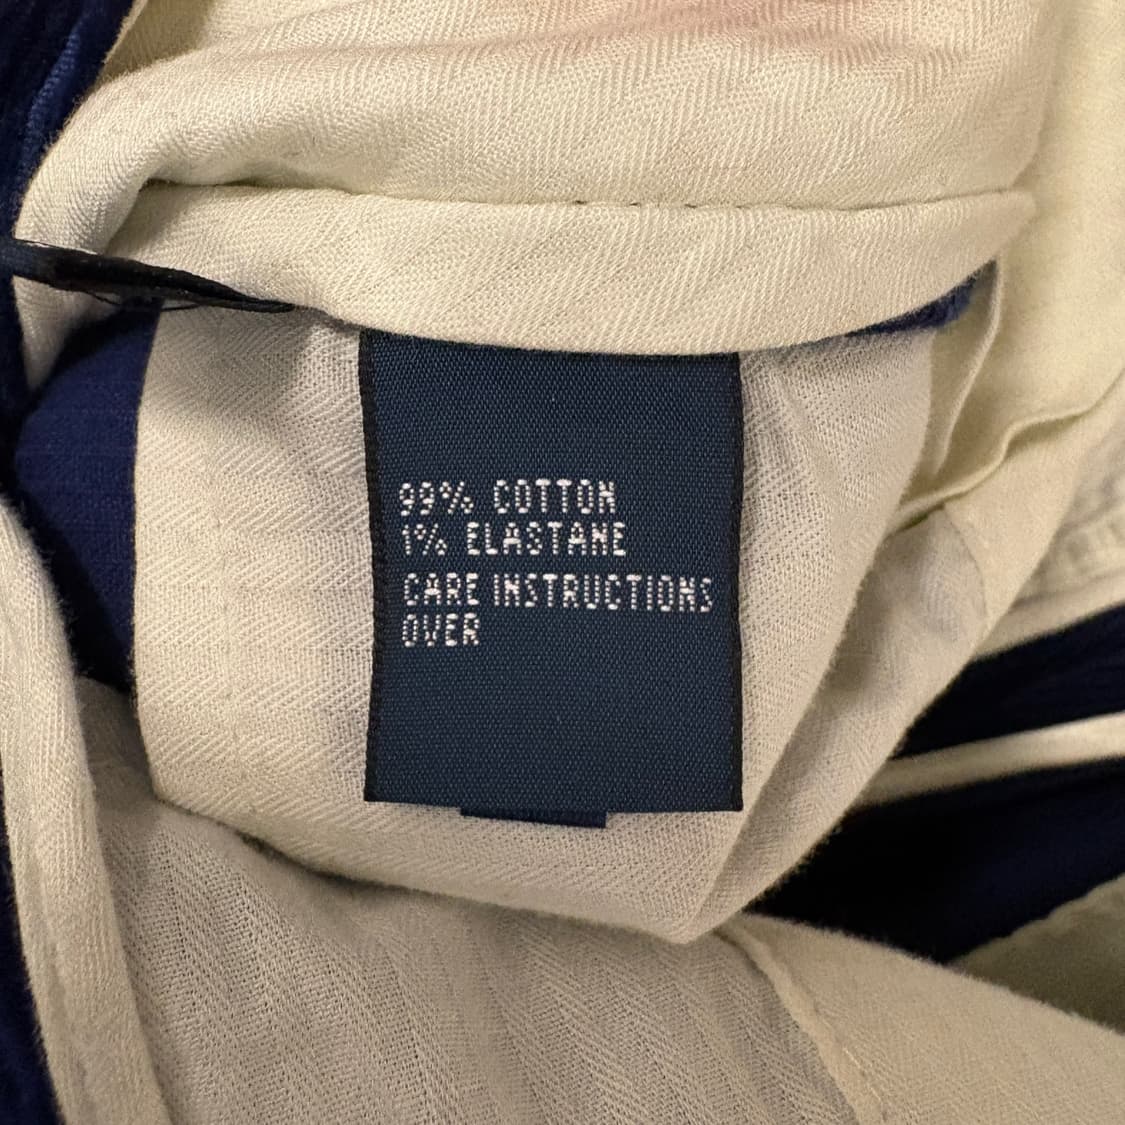 99% COTTON
1% ELASTANE
CARE INSTRUCTIONS
OVER